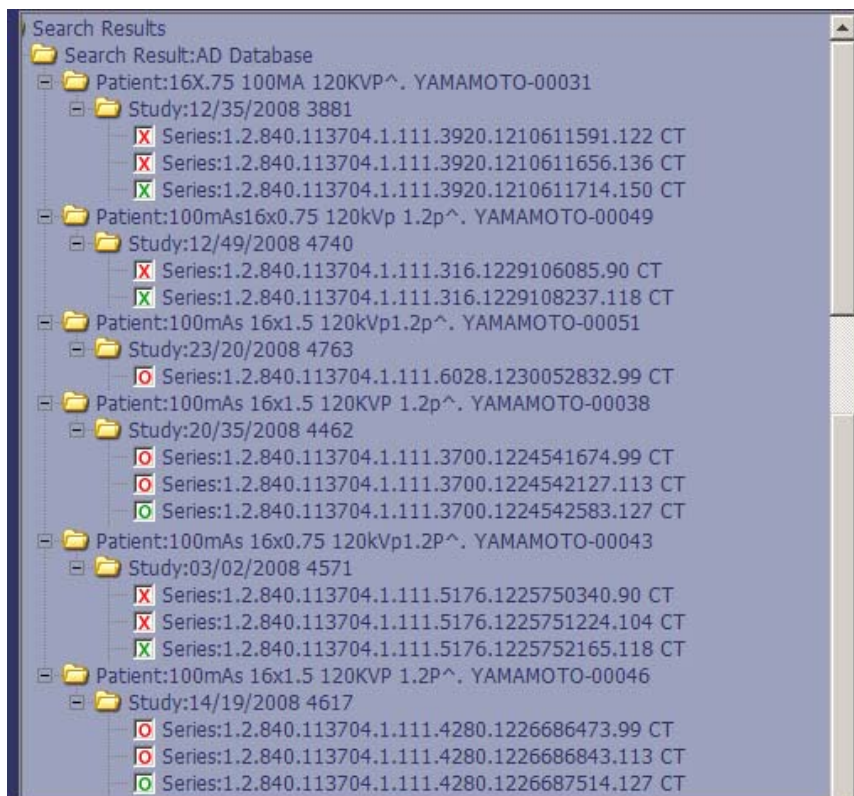 Search Results
Search Result:AD Database
Patient:16X.75 100MA 120KVP^. YAMAMOTO-00031
Study:12/35/2008 3881
X Series:1.2.840.113704.1.111.3920.1210611591.122 CT
X Series:1.2.840.113704.1.111.3920.1210611656.136 CT
X Series:1.2.840.113704.1.111.3920.1210611714.150 CT
Patient:100mAs16x0.75 120kVp 1.2p^. YAMAMOTO-00049
Study:12/49/2008 4740
X Series:1.2.840.113704.1.111.316.1229106085.90 CT
X Series:1.2.840.113704.1.111.316.1229108237.118 CT
Patient:100mAs 16x1.5 120kVp1.2p^. YAMAMOTO-00051
Study:23/20/2008 4763
O Series:1.2.840.113704.1.111.6028.1230052832.99 CT
Patient:100mAs 16x1.5 120KVP 1.2p^. YAMAMOTO-00038
Study:20/35/2008 4462
O Series:1.2.840.113704.1.111.3700.1224541674.99 CT
O Series:1.2.840.113704.1.111.3700.1224542127.113 CT
O Series:1.2.840.113704.1.111.3700.1224542583.127 CT
Patient:100mAs 16x0.75 120kVp1.2P^. YAMAMOTO-00043
Study:03/02/2008 4571
X Series:1.2.840.113704.1.111.5176.1225750340.90 CT
X Series:1.2.840.113704.1.111.5176.1225751224.104 CT
X Series:1.2.840.113704.1.111.5176.1225752165.118 CT
Patient:100mAs 16x1.5 120KVP 1.2P^. YAMAMOTO-00046
Study:14/19/2008 4617
O Series:1.2.840.113704.1.111.4280.1226686473.99 CT
O Series:1.2.840.113704.1.111.4280.1226686843.113 CT
O Series:1.2.840.113704.1.111.4280.1226687514.127 CT